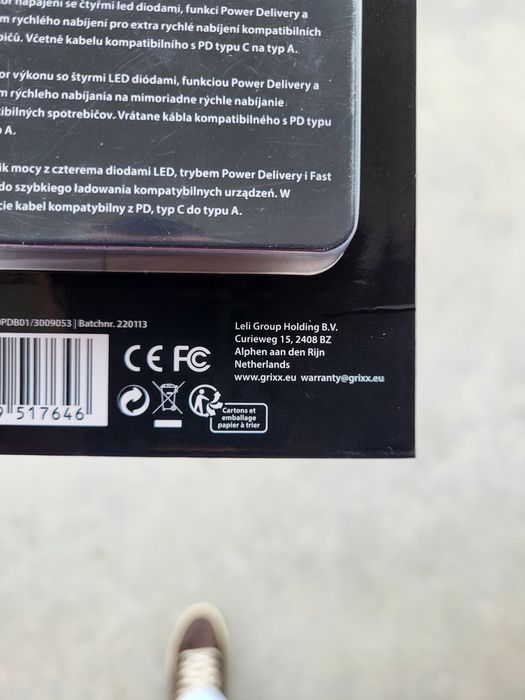 napájení se čtyřmi led diodami, funkcí Power Delivery a
m rychlého nabíjení pro extra rychlé nabíjení kompatibilních
bičů. Včetně kabelu kompatibilního s PD typu C na typ A.
or výkonu so štyrmi LED diódami, funkciou Power Delivery a
m rýchleho nabíjania na mimoriadne rýchle nabíjanie
ibilných spotrebičov. Vrátane kábla kompatibilného s PD typu
A.
ik mocy z czterema diodami LED, trybem Power Delivery i Fast
do szybkiego ładowania kompatybilnych urządzeń. W
cie kabel kompatybilny z PD, typ C do typu A.
PDB01/3009053 | Batchnr. 220113
Leli Group Holding B.V.
Curieweg 15, 2408 BZ
Alphen aan den Rijn
Netherlands
www.grixx.eu warranty@grixx.eu
9 517646
CE FC
Cartons et
emballage
papier à trier